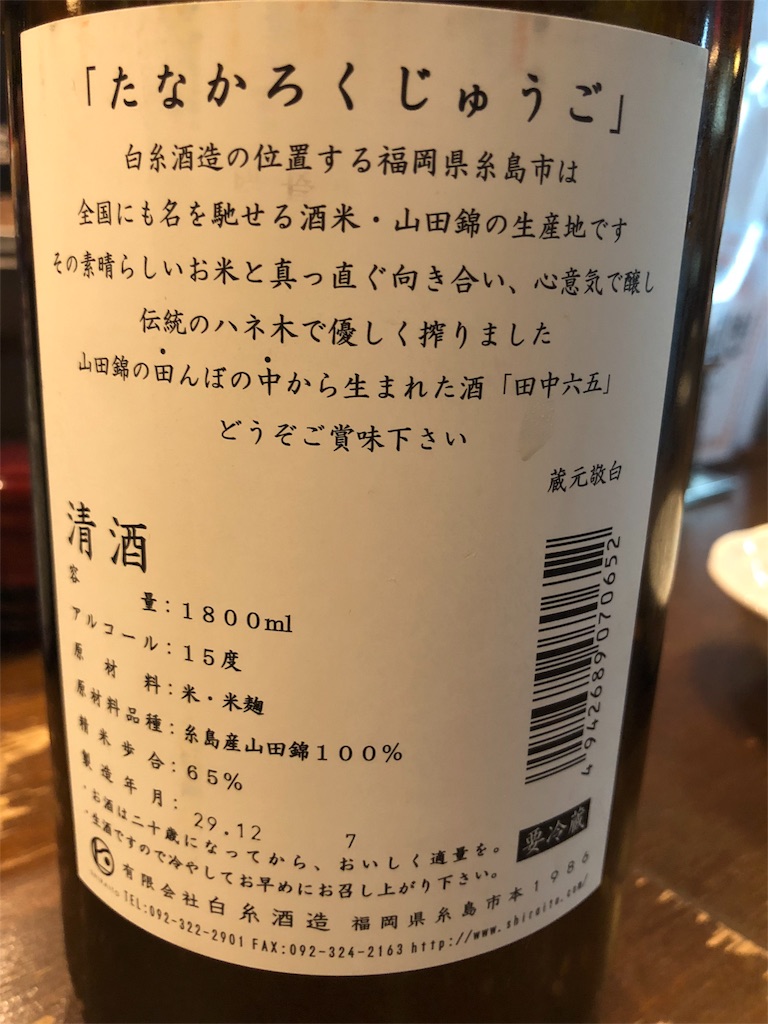 「たなかろくじゅうご」
白糸酒造の位置する福岡県糸島市は
全国にも名を馳せる酒米・山田錦の生産地です
その素晴らしいお米と真っ直ぐ向き合い、心意気で醸し
伝統のハネ木で優しく搾りました
山田錦の田んぼの中から生まれた酒「田中六五」
どうぞご賞味下さい
蔵元敬白
清酒
容量：1800ml
アルコール：15度
原材料：米・米麹
原材料品種：糸島産山田錦100％
精米歩合：65％
製造年月：29.12 7
4942689070652
・お酒は二十歳になってから、おいしく適量を。
・生酒ですので冷やしてお早めにお召し上がり下さい。
要冷蔵
SHIRAITO
有限会社白糸酒造 福岡県糸島市本1986
TEL:092-322-2901 FAX:092-324-2163 http://www.shiraito.com/